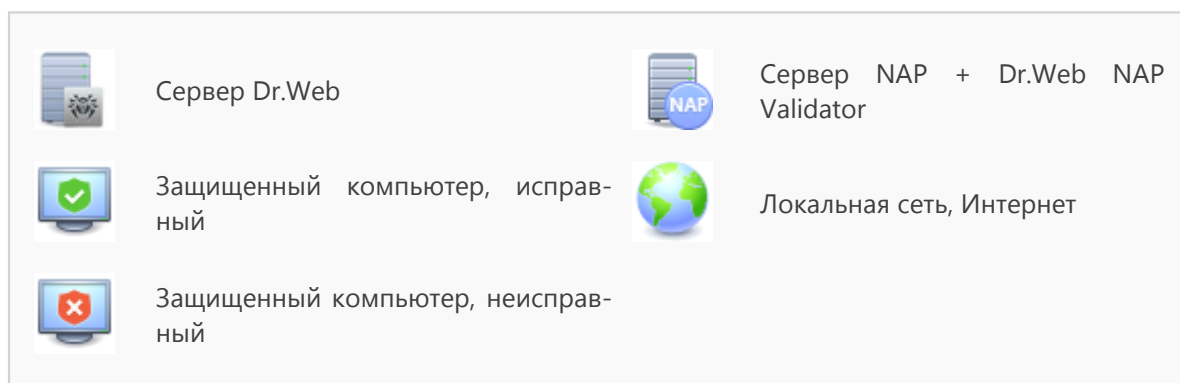 Сервер Dr.Web
Сервер NAP + Dr.Web NAP
Validator
NAP
Защищенный компьютер, исправ-
ный
Локальная сеть, Интернет
Защищенный компьютер, неисправ-
ный